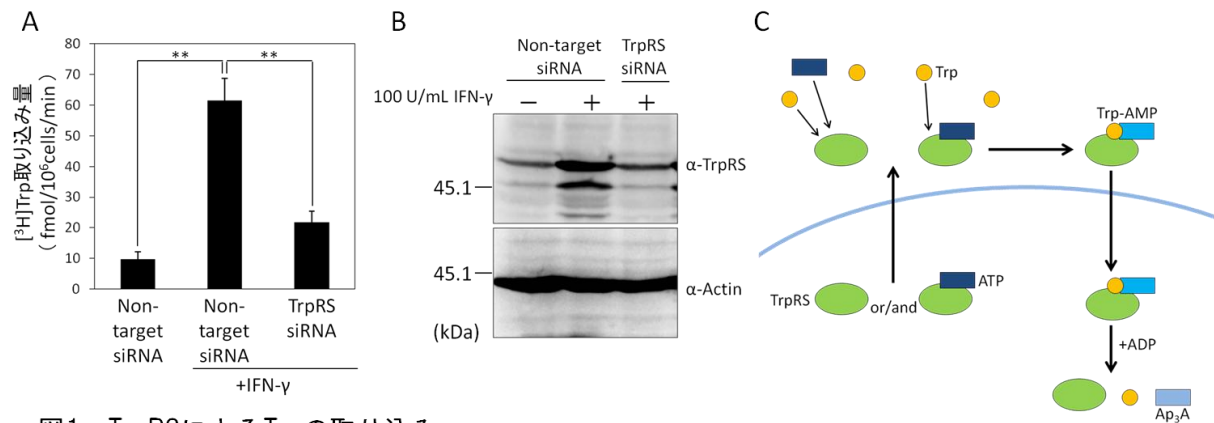 A
[³H]Trp取り込み量
(fmol/10⁶cells/min)
80
70
60
50
40
30
20
10
0
**
**
Non-
target
siRNA
Non-
target
siRNA
TrpRS
siRNA
+IFN-γ
B
Non-target
siRNA
TrpRS
siRNA
100 U/mL IFN-γ
−
+
+
α-TrpRS
45.1
α-Actin
45.1
(kDa)
C
Trp
Trp-AMP
TrpRS
or/and
ATP
+ADP
Ap₃A